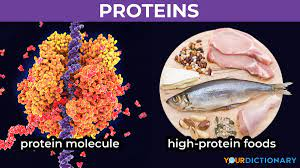 PROTEINS
protein molecule
high-protein foods
YOURDICTIONARY